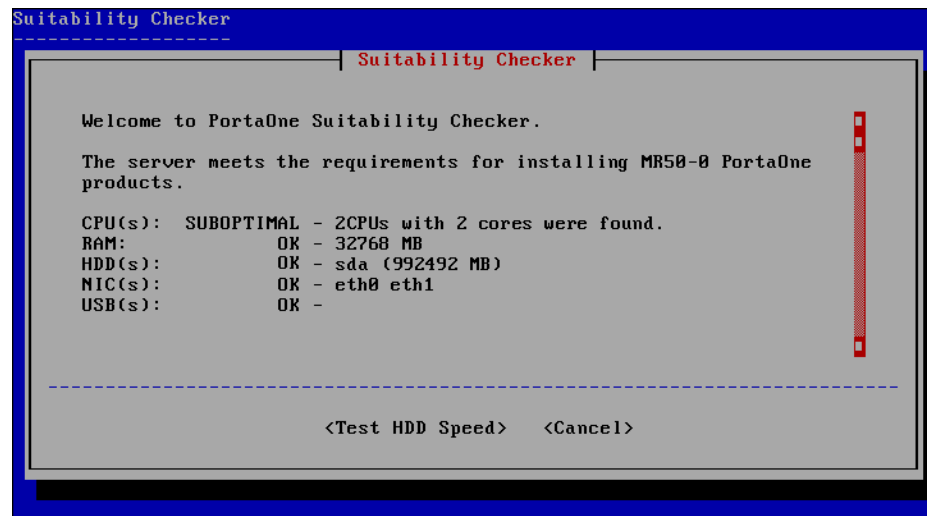 Suitability Checker
Suitability Checker
Welcome to PortaOne Suitability Checker.
The server meets the requirements for installing MR50-0 PortaOne
products.
CPU(s): SUBOPTIMAL - 2CPUs with 2 cores were found.
RAM: OK - 32768 MB
HDD(s): OK - sda (992492 MB)
NIC(s): OK - eth0 eth1
USB(s): OK -
<Test HDD Speed> <Cancel>